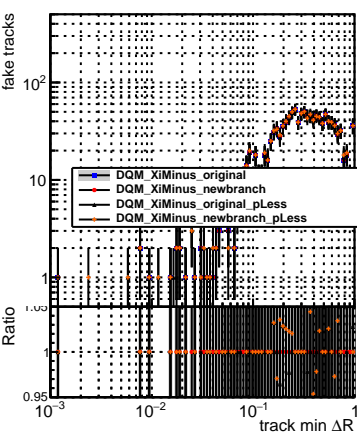 fake tracks
10²
10
1
DQM_XiMinus_original
DQM_XiMinus_newbranch
DQM_XiMinus_original_pLess
DQM_XiMinus_newbranch_pLess
Ratio
1.05
1
0.95
10⁻³ 10⁻² 10⁻¹ 1
track min ΔR